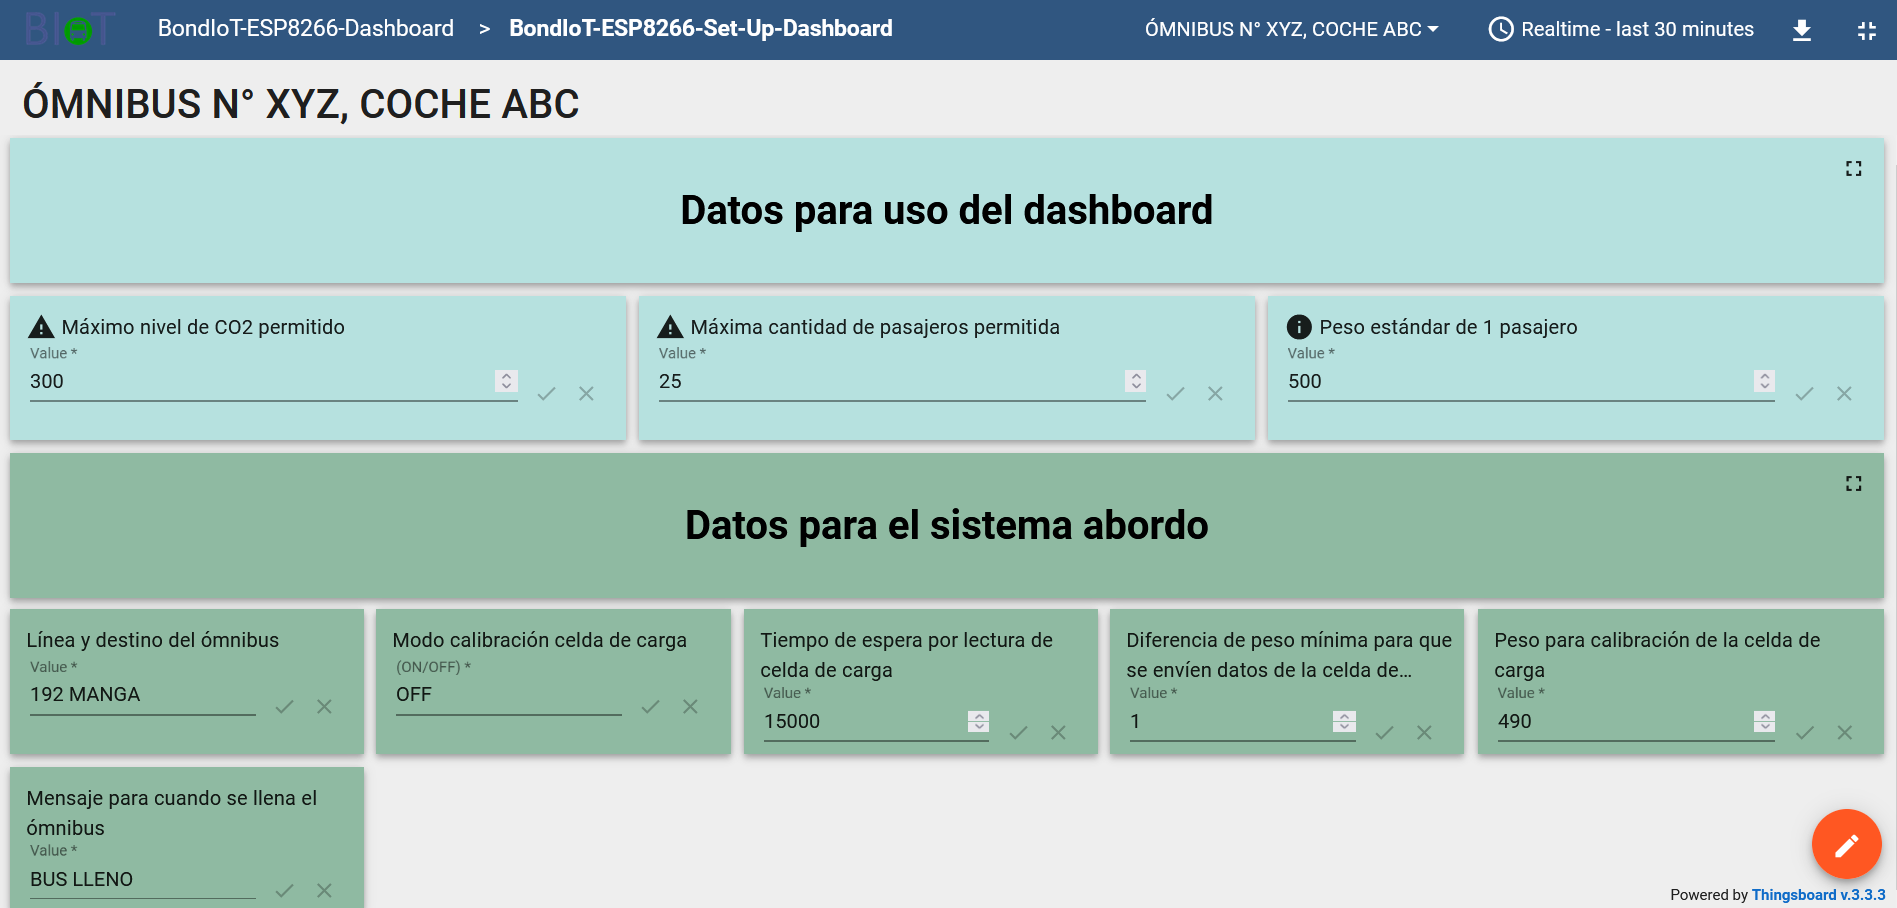 BIoT
BondIoT-ESP8266-Dashboard > BondIoT-ESP8266-Set-Up-Dashboard
ÓMNIBUS N° XYZ, COCHE ABC
Realtime - last 30 minutes
ÓMNIBUS N° XYZ, COCHE ABC
Datos para uso del dashboard
Máximo nivel de CO2 permitido
Value *
300
Máxima cantidad de pasajeros permitida
Value *
25
Peso estándar de 1 pasajero
Value *
500
Datos para el sistema abordo
Línea y destino del ómnibus
Value *
192 MANGA
Modo calibración celda de carga
(ON/OFF) *
OFF
Tiempo de espera por lectura de
celda de carga
Value *
15000
Diferencia de peso mínima para que
se envíen datos de la celda de...
Value *
1
Peso para calibración de la celda de
carga
Value *
490
Mensaje para cuando se llena el
ómnibus
Value *
BUS LLENO
Powered by Thingsboard v.3.3.3